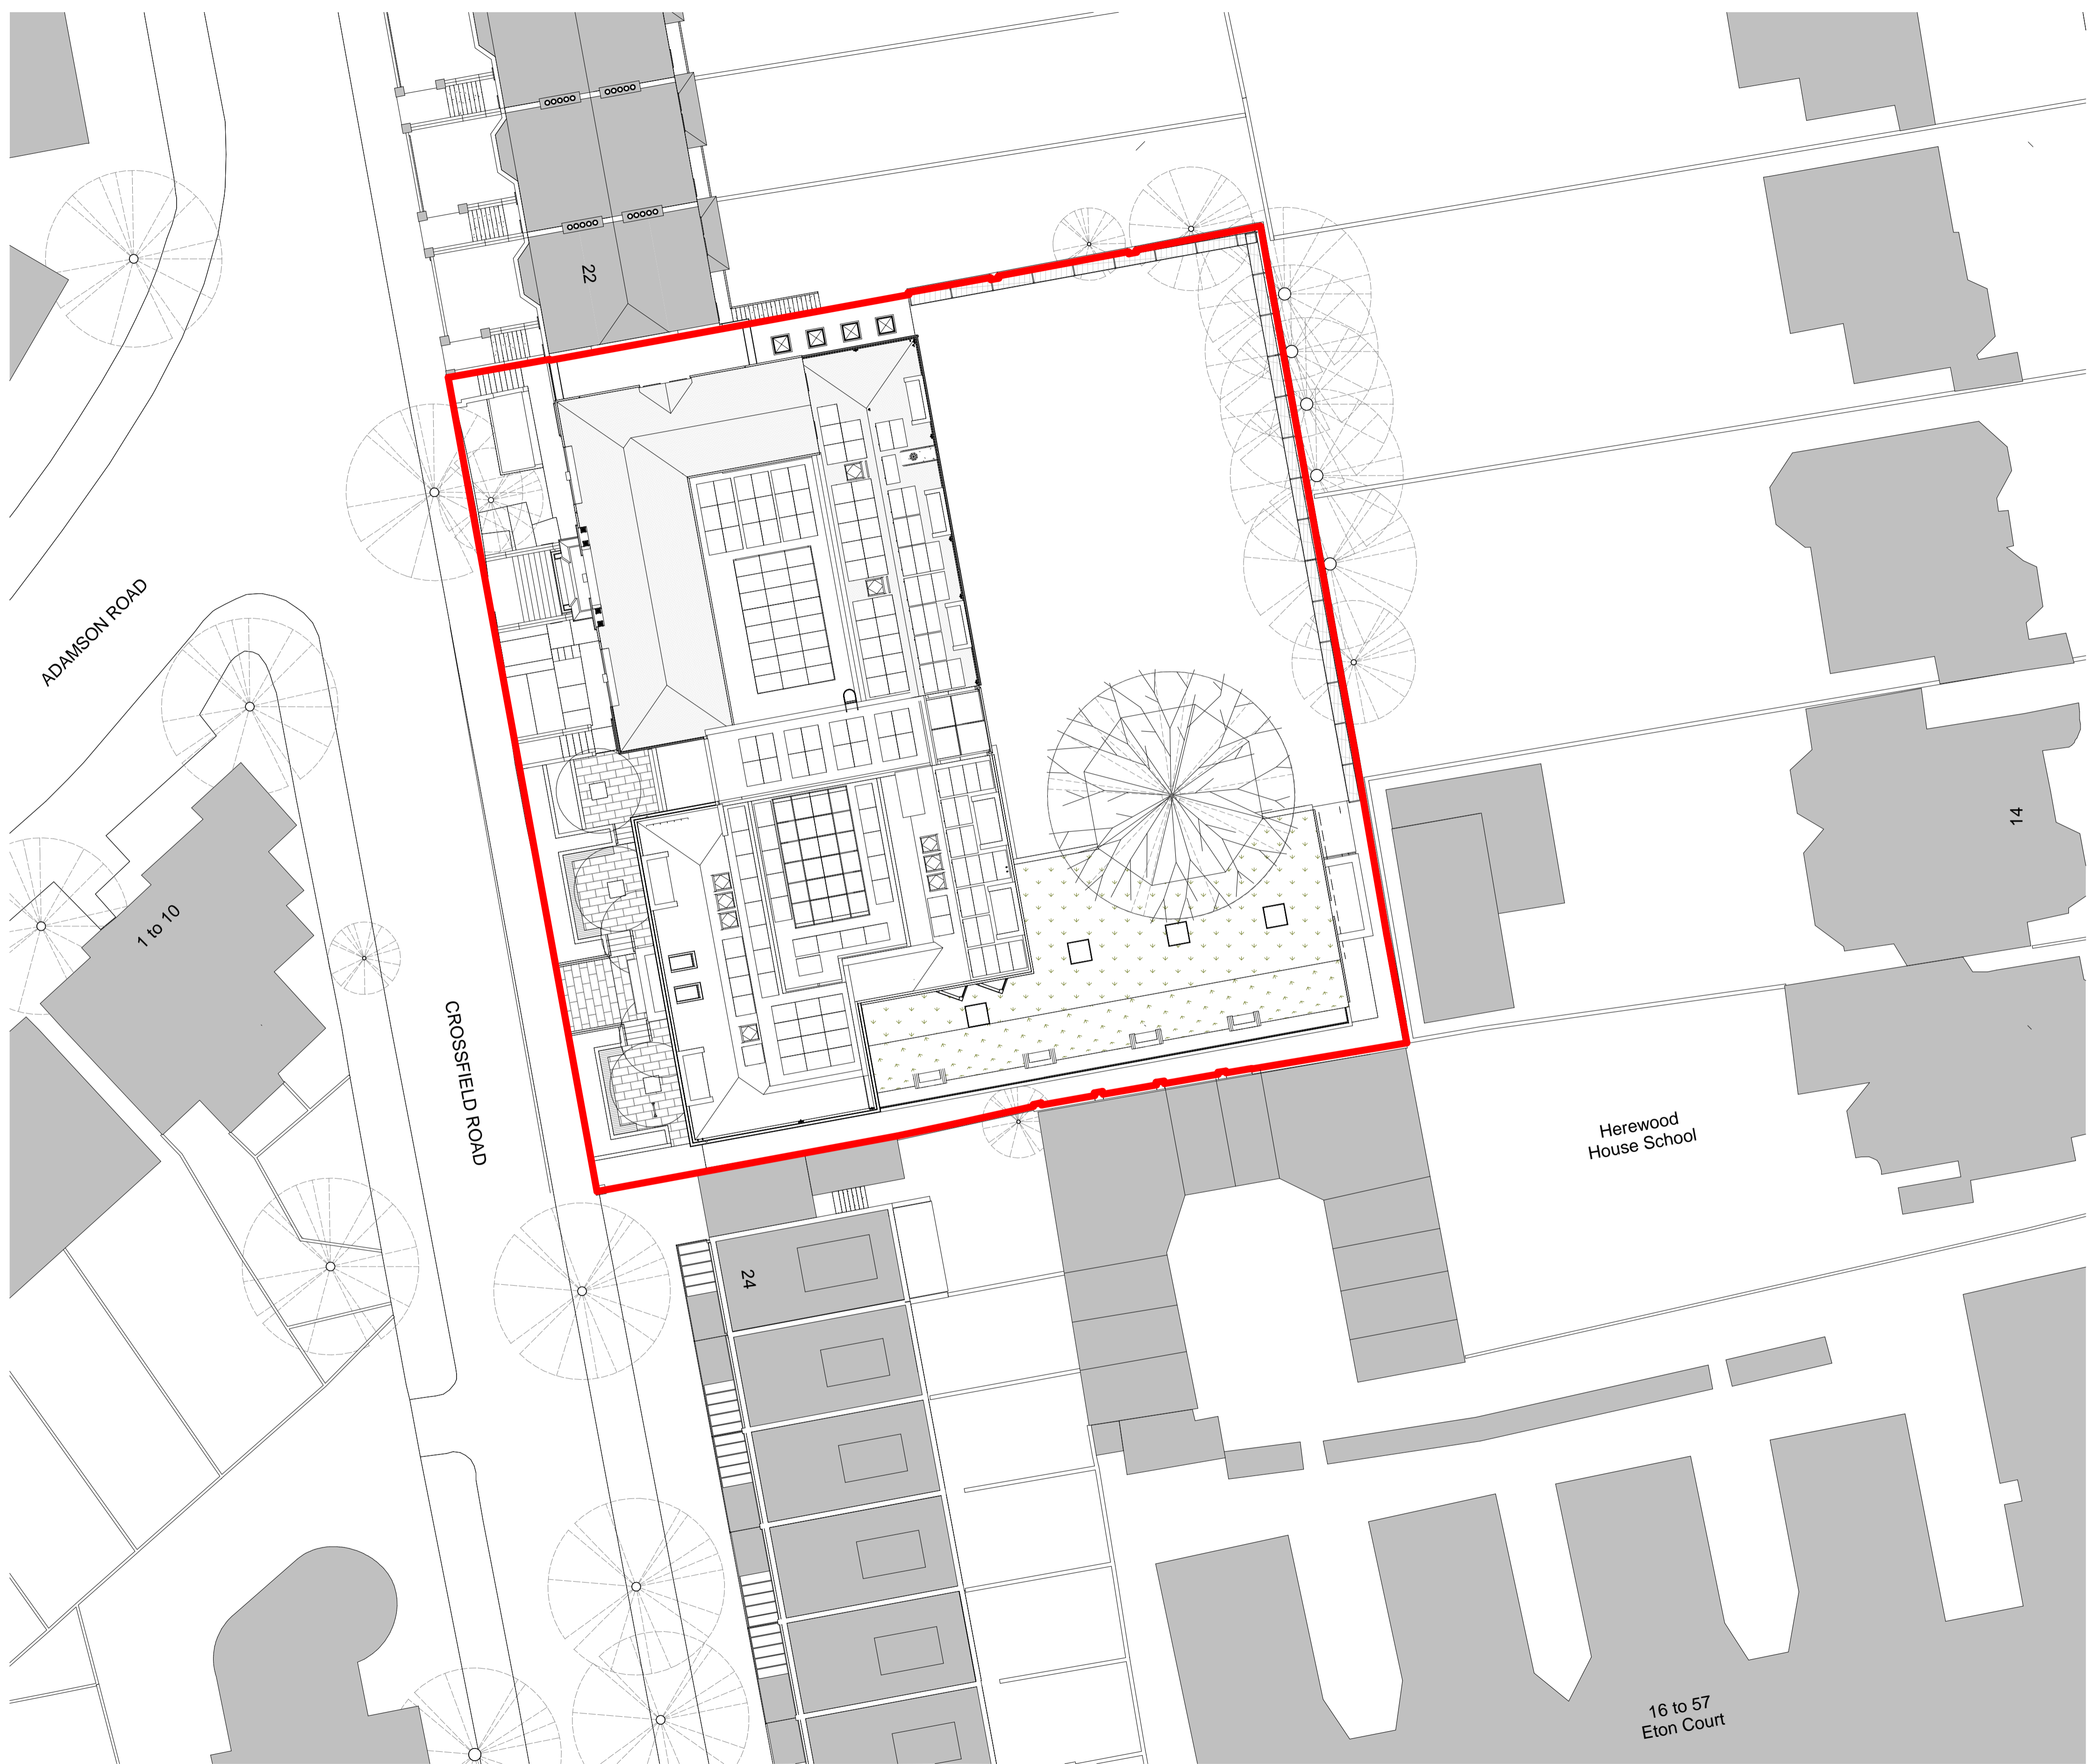 22
ADAMSON ROAD
14
1 to 10
CROSSFIELD ROAD
Herewood
House School
24
16 to 57
Eton Court